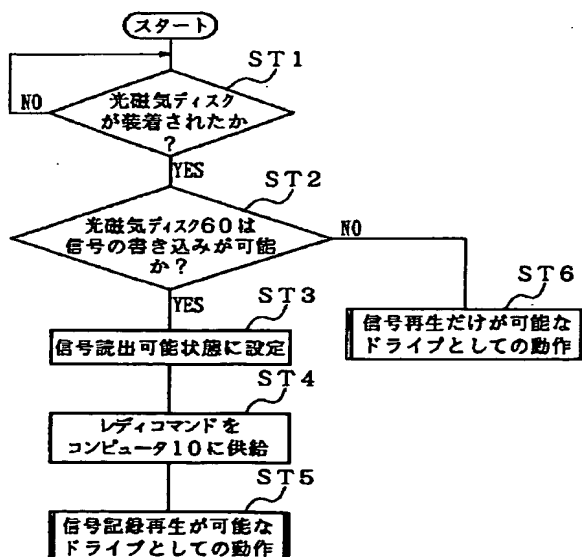 スタート
ST1
光磁気ディスク
が装着されたか
？
NO
YES
ST2
光磁気ディスク60は
信号の書き込みが可能
か？
NO
YES
ST3
信号読出可能状態に設定
ST6
信号再生だけが可能な
ドライブとしての動作
ST4
レディコマンドを
コンピュータ10に供給
ST5
信号記録再生が可能な
ドライブとしての動作